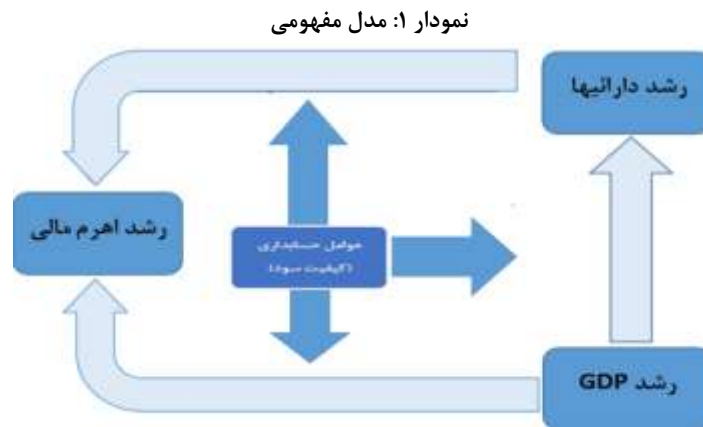 نمودار ۱: مدل مفهومی
رشد دارائیها
رشد اهرم مالی
عوامل حسابداری
(کیفیت سود)
رشد GDP